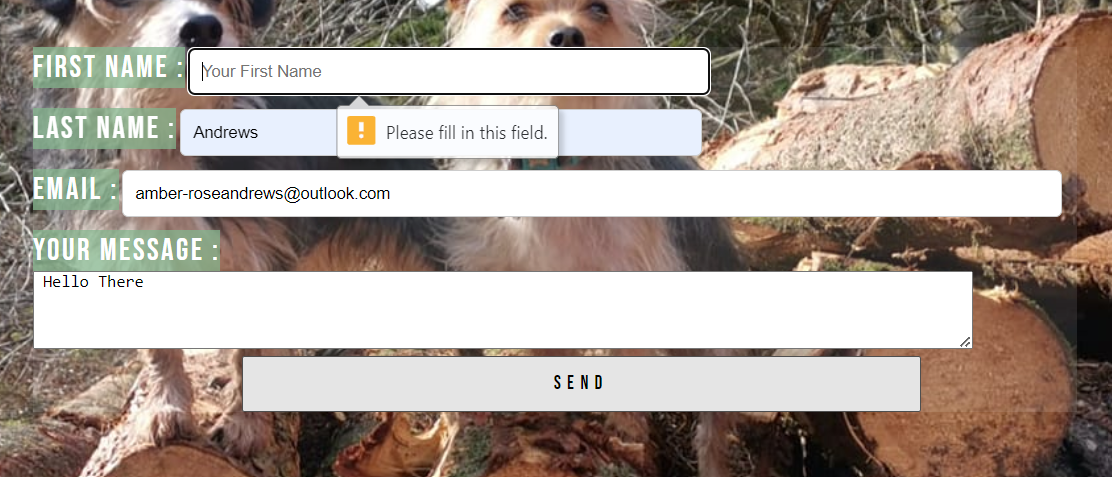 FIRST NAME : Your First Name
LAST NAME : Andrews
! Please fill in this field.
EMAIL : amber-roseandrews@outlook.com
YOUR MESSAGE :
Hello There
SEND